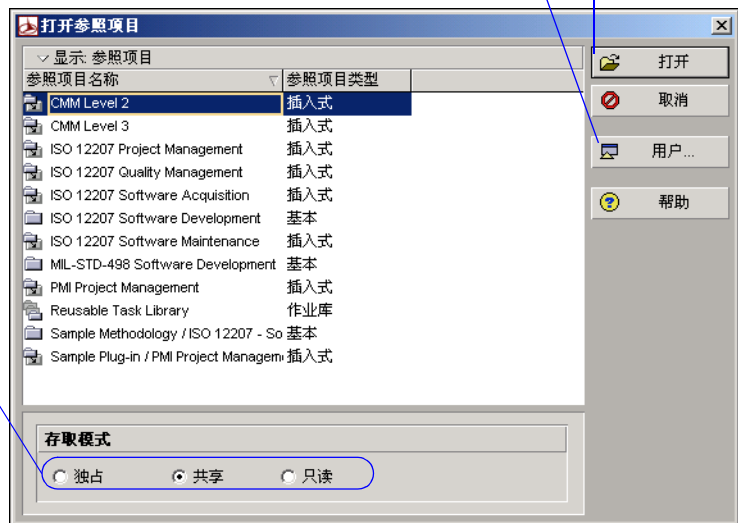 打开参照项目
显示: 参照项目
参照项目名称 参照项目类型
CMM Level 2 插入式
CMM Level 3 插入式
ISO 12207 Project Management 插入式
ISO 12207 Quality Management 插入式
ISO 12207 Software Acquisition 插入式
ISO 12207 Software Development 基本
ISO 12207 Software Maintenance 插入式
MIL-STD-498 Software Development 基本
PMI Project Management 插入式
Reusable Task Library 作业库
Sample Methodology / ISO 12207 - So 基本
Sample Plug-in / PMI Project Managem 插入式
打开
取消
用户...
帮助
存取模式
独占 共享 只读